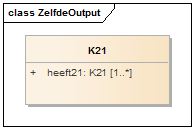 class ZelfdeOutput
K21
+ heeft21: K21 [1..*]